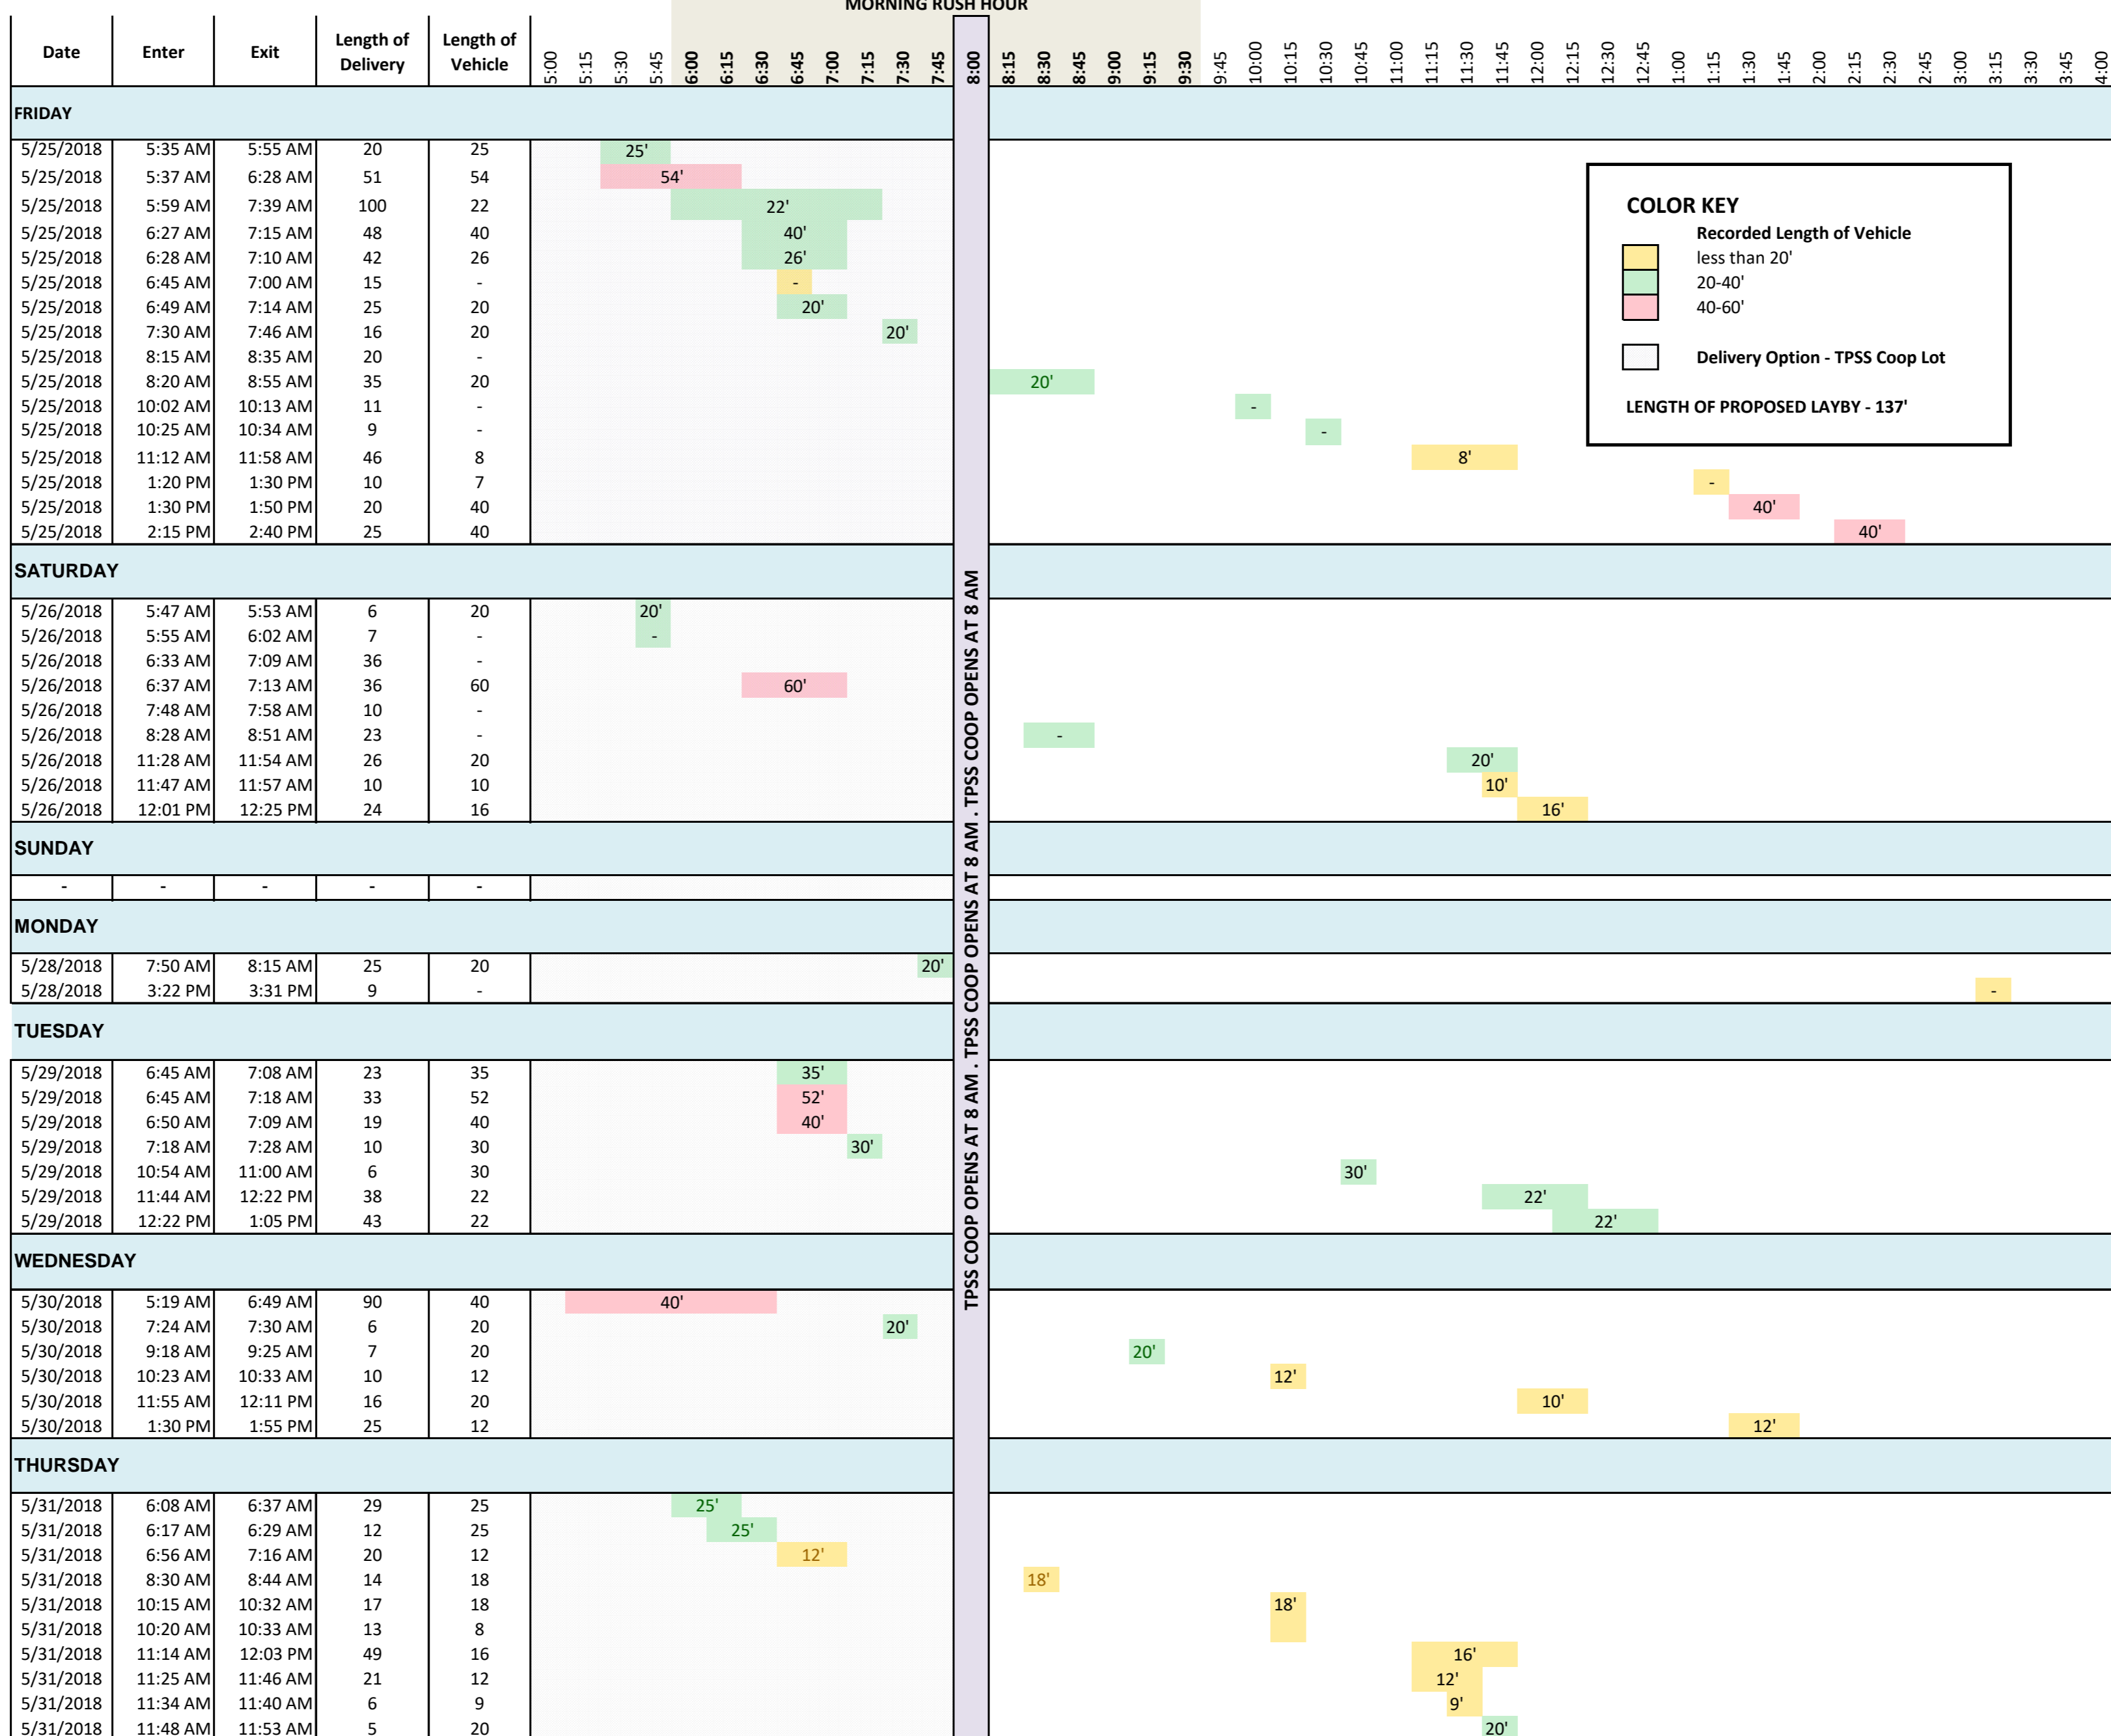 MORNING RUSH HOUR
Date Enter Exit Length of Delivery Length of Vehicle 5:00 5:15 5:30 5:45 6:00 6:15 6:30 6:45 7:00 7:15 7:30 7:45 8:00 8:15 8:30 8:45 9:00 9:15 9:30 9:45 10:00 10:15 10:30 10:45 11:00 11:15 11:30 11:45 12:00 12:15 12:30 12:45 1:00 1:15 1:30 1:45 2:00 2:15 2:30 2:45 3:00 3:15 3:30 3:45 4:00
FRIDAY
5/25/2018 5:35 AM 5:55 AM 20 25 25'
5/25/2018 5:37 AM 6:28 AM 51 54 54'
5/25/2018 5:59 AM 7:39 AM 100 22 22'
5/25/2018 6:27 AM 7:15 AM 48 40 40'
5/25/2018 6:28 AM 7:10 AM 42 26 26'
5/25/2018 6:45 AM 7:00 AM 15 - -
5/25/2018 6:49 AM 7:14 AM 25 20 20'
5/25/2018 7:30 AM 7:46 AM 16 20 20'
5/25/2018 8:15 AM 8:35 AM 20 -
5/25/2018 8:20 AM 8:55 AM 35 20 20'
5/25/2018 10:02 AM 10:13 AM 11 - -
5/25/2018 10:25 AM 10:34 AM 9 - -
5/25/2018 11:12 AM 11:58 AM 46 8 8'
5/25/2018 1:20 PM 1:30 PM 10 7 -
5/25/2018 1:30 PM 1:50 PM 20 40 40'
5/25/2018 2:15 PM 2:40 PM 25 40 40'
COLOR KEY
Recorded Length of Vehicle
less than 20'
20-40'
40-60'
Delivery Option - TPSS Coop Lot
LENGTH OF PROPOSED LAYBY - 137'
TPSS COOP OPENS AT 8 AM . TPSS COOP OPENS AT 8 AM . TPSS COOP OPENS AT 8 AM . TPSS COOP OPENS AT 8 AM
SATURDAY
5/26/2018 5:47 AM 5:53 AM 6 20 20'
5/26/2018 5:55 AM 6:02 AM 7 - -
5/26/2018 6:33 AM 7:09 AM 36 -
5/26/2018 6:37 AM 7:13 AM 36 60 60'
5/26/2018 7:48 AM 7:58 AM 10 -
5/26/2018 8:28 AM 8:51 AM 23 - -
5/26/2018 11:28 AM 11:54 AM 26 20 20'
5/26/2018 11:47 AM 11:57 AM 10 10 10'
5/26/2018 12:01 PM 12:25 PM 24 16 16'
SUNDAY
- - - - -
MONDAY
5/28/2018 7:50 AM 8:15 AM 25 20 20'
5/28/2018 3:22 PM 3:31 PM 9 - -
TUESDAY
5/29/2018 6:45 AM 7:08 AM 23 35 35'
5/29/2018 6:45 AM 7:18 AM 33 52 52'
5/29/2018 6:50 AM 7:09 AM 19 40 40'
5/29/2018 7:18 AM 7:28 AM 10 30 30'
5/29/2018 10:54 AM 11:00 AM 6 30 30'
5/29/2018 11:44 AM 12:22 PM 38 22 22'
5/29/2018 12:22 PM 1:05 PM 43 22 22'
WEDNESDAY
5/30/2018 5:19 AM 6:49 AM 90 40 40'
5/30/2018 7:24 AM 7:30 AM 6 20 20'
5/30/2018 9:18 AM 9:25 AM 7 20 20'
5/30/2018 10:23 AM 10:33 AM 10 12 12'
5/30/2018 11:55 AM 12:11 PM 16 20 10'
5/30/2018 1:30 PM 1:55 PM 25 12 12'
THURSDAY
5/31/2018 6:08 AM 6:37 AM 29 25 25'
5/31/2018 6:17 AM 6:29 AM 12 25 25'
5/31/2018 6:56 AM 7:16 AM 20 12 12'
5/31/2018 8:30 AM 8:44 AM 14 18 18'
5/31/2018 10:15 AM 10:32 AM 17 18 18'
5/31/2018 10:20 AM 10:33 AM 13 8
5/31/2018 11:14 AM 12:03 PM 49 16 16'
5/31/2018 11:25 AM 11:46 AM 21 12 12'
5/31/2018 11:34 AM 11:40 AM 6 9 9'
5/31/2018 11:48 AM 11:53 AM 5 20 20'